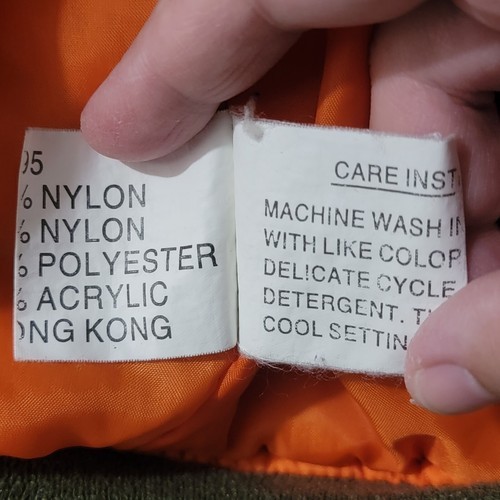 95
% NYLON
% NYLON
% POLYESTER
% ACRYLIC
ONG KONG
CARE INST
MACHINE WASH IN
WITH LIKE COLOR
DELICATE CYCLE
DETERGENT. T
COOL SETTIN